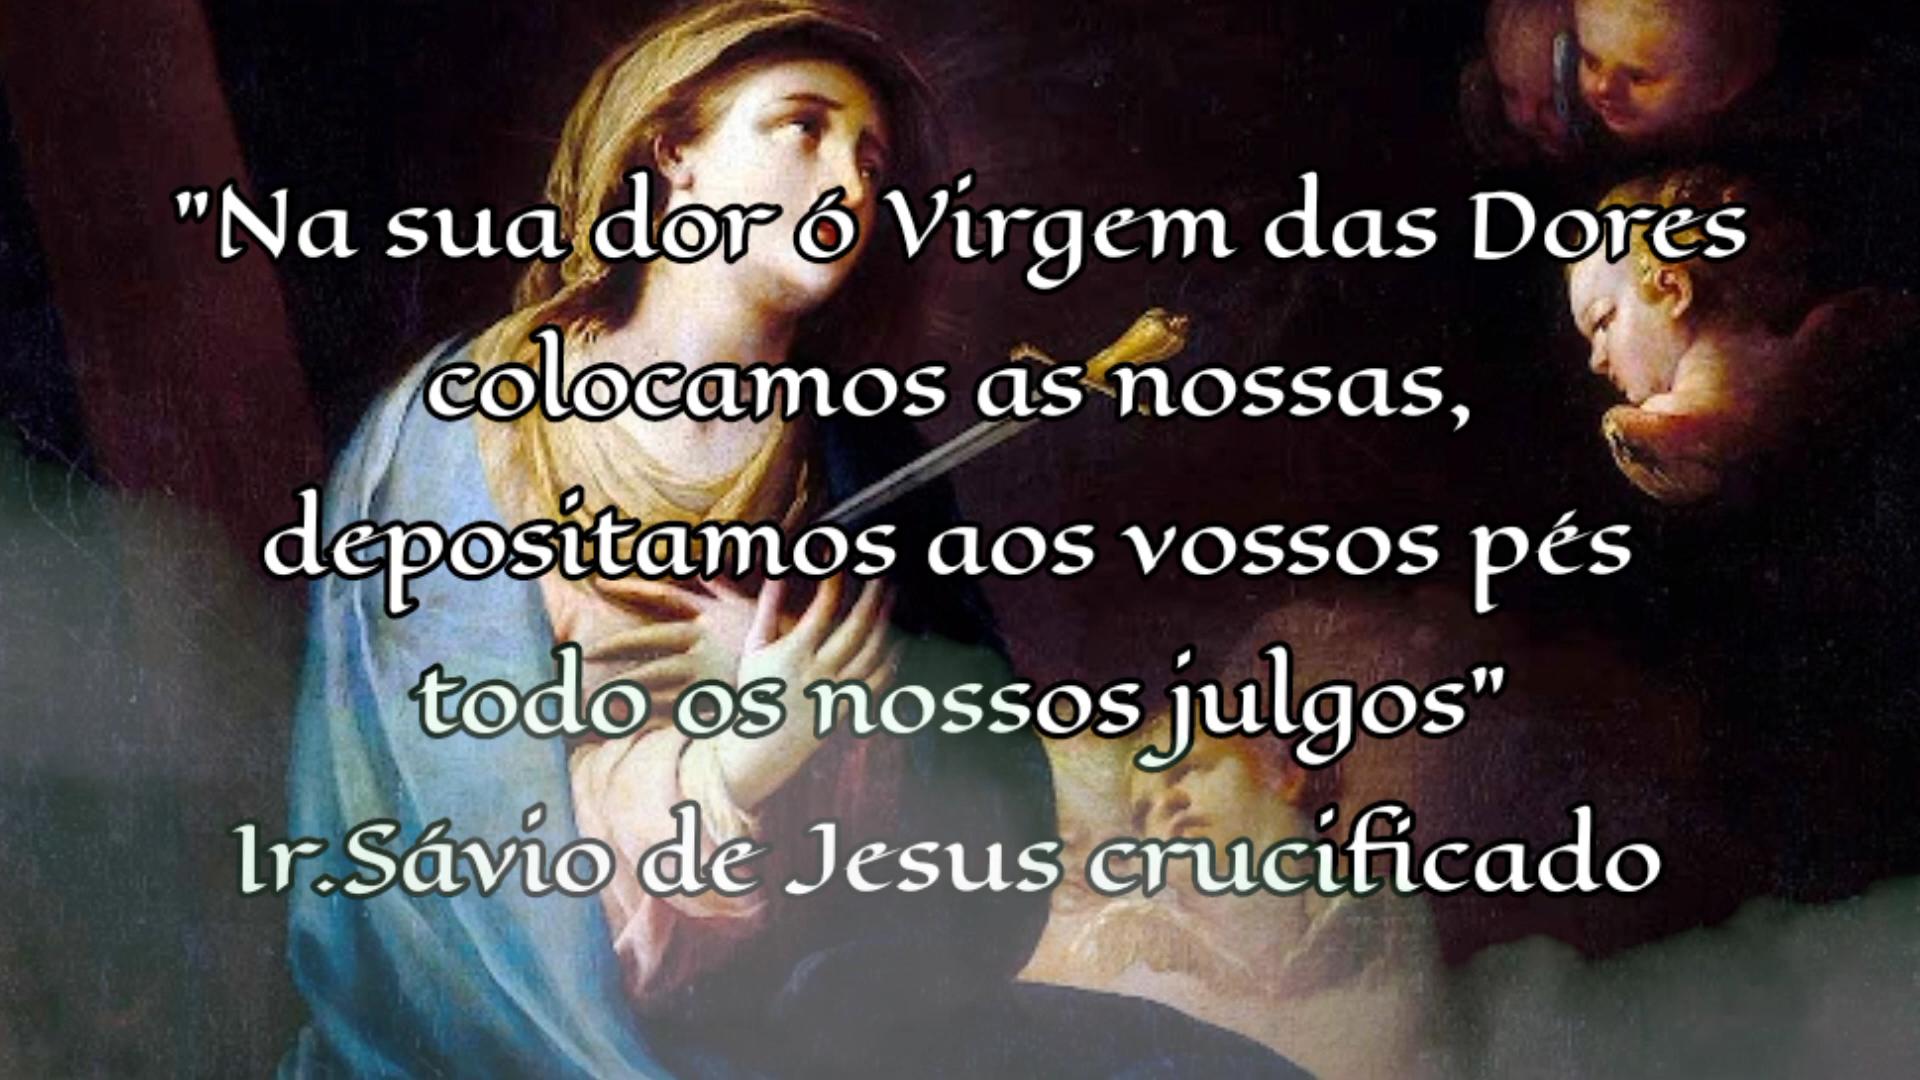 "Na sua dor ó Virgem das Dores
colocamos as nossas,
depositamos aos vossos pés
todo os nossos julgos"
Ir.Sávio de Jesus crucificado